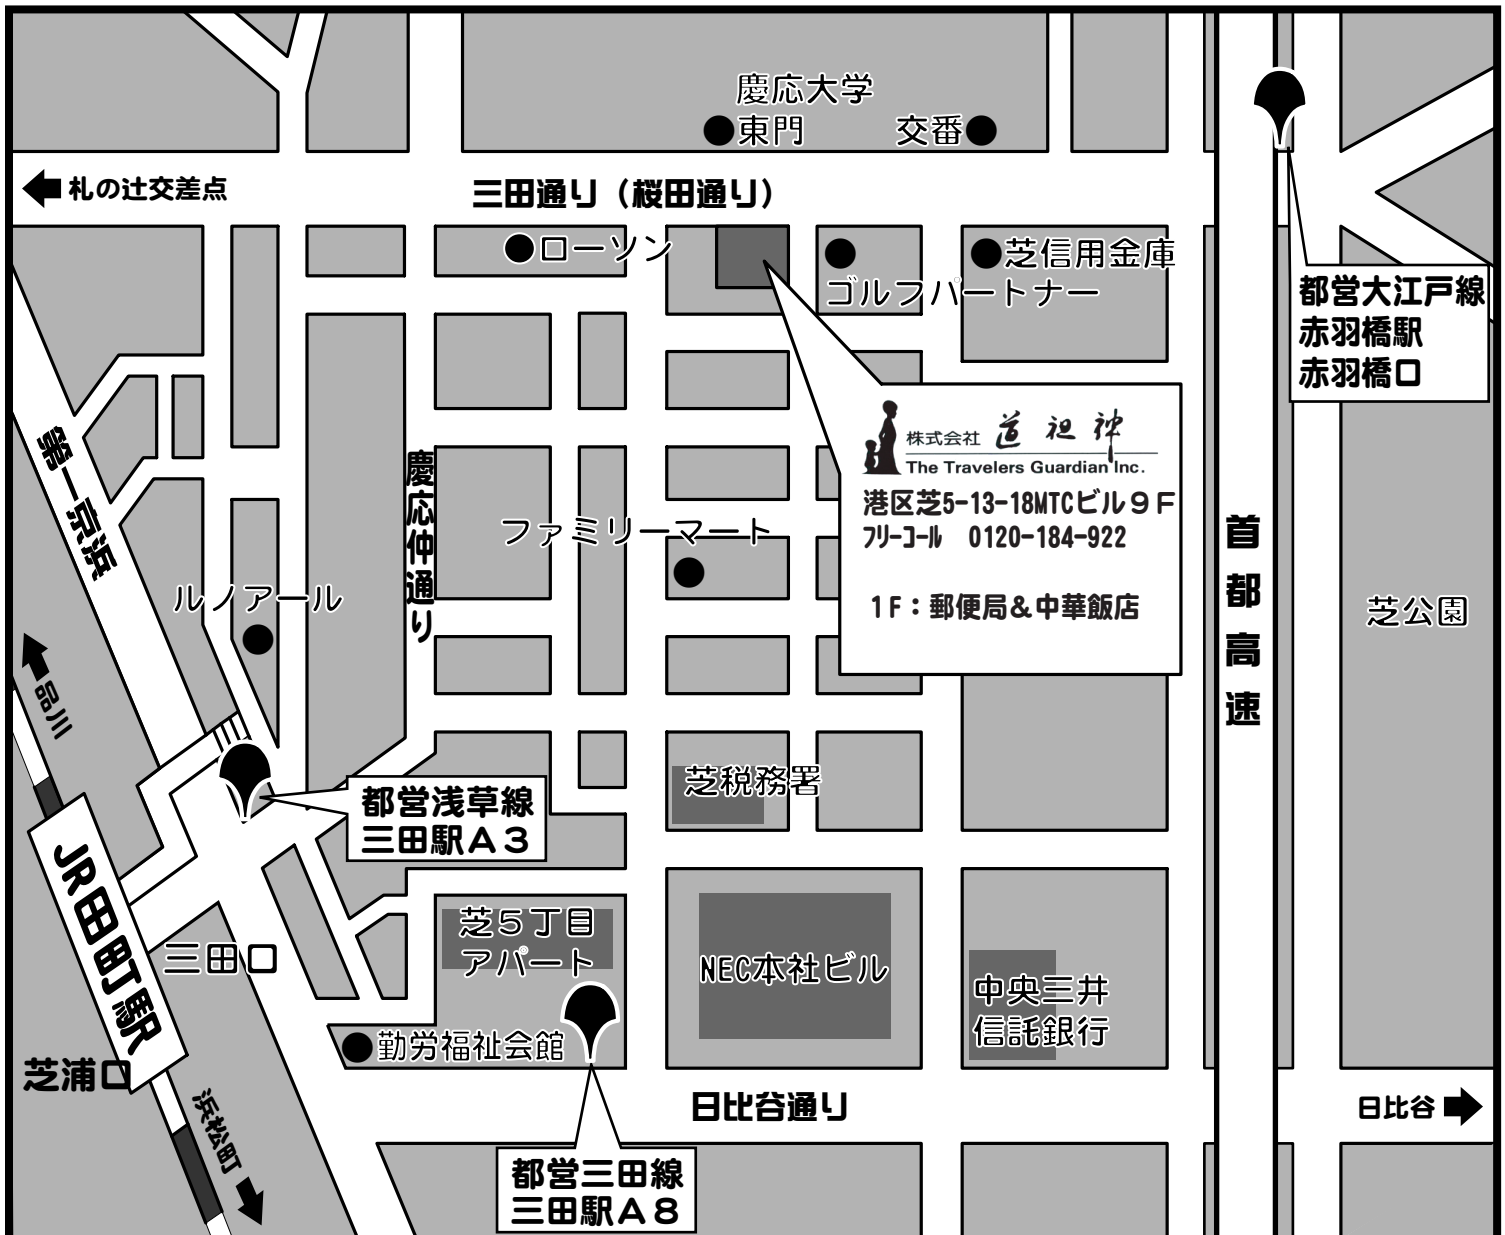 慶応大学
東門
交番
札の辻交差点
三田通り（桜田通り）
ローソン
芝信用金庫
ゴルフパートナー
都営大江戸線
赤羽橋駅
赤羽橋口
株式会社 道祖神
The Travelers Guardian Inc.
港区芝5-13-18MTCビル９F
ﾌﾘｰｺｰﾙ 0120-184-922
1F：郵便局&中華飯店
第一京浜
慶応仲通り
ファミリーマート
首都高速
ルノアール
芝公園
品川
芝税務署
都営浅草線
三田駅A3
JR田町駅
三田口
芝5丁目
アパート
NEC本社ビル
中央三井
信託銀行
勤労福祉会館
芝浦口
浜松町
日比谷通り
日比谷
都営三田線
三田駅A8